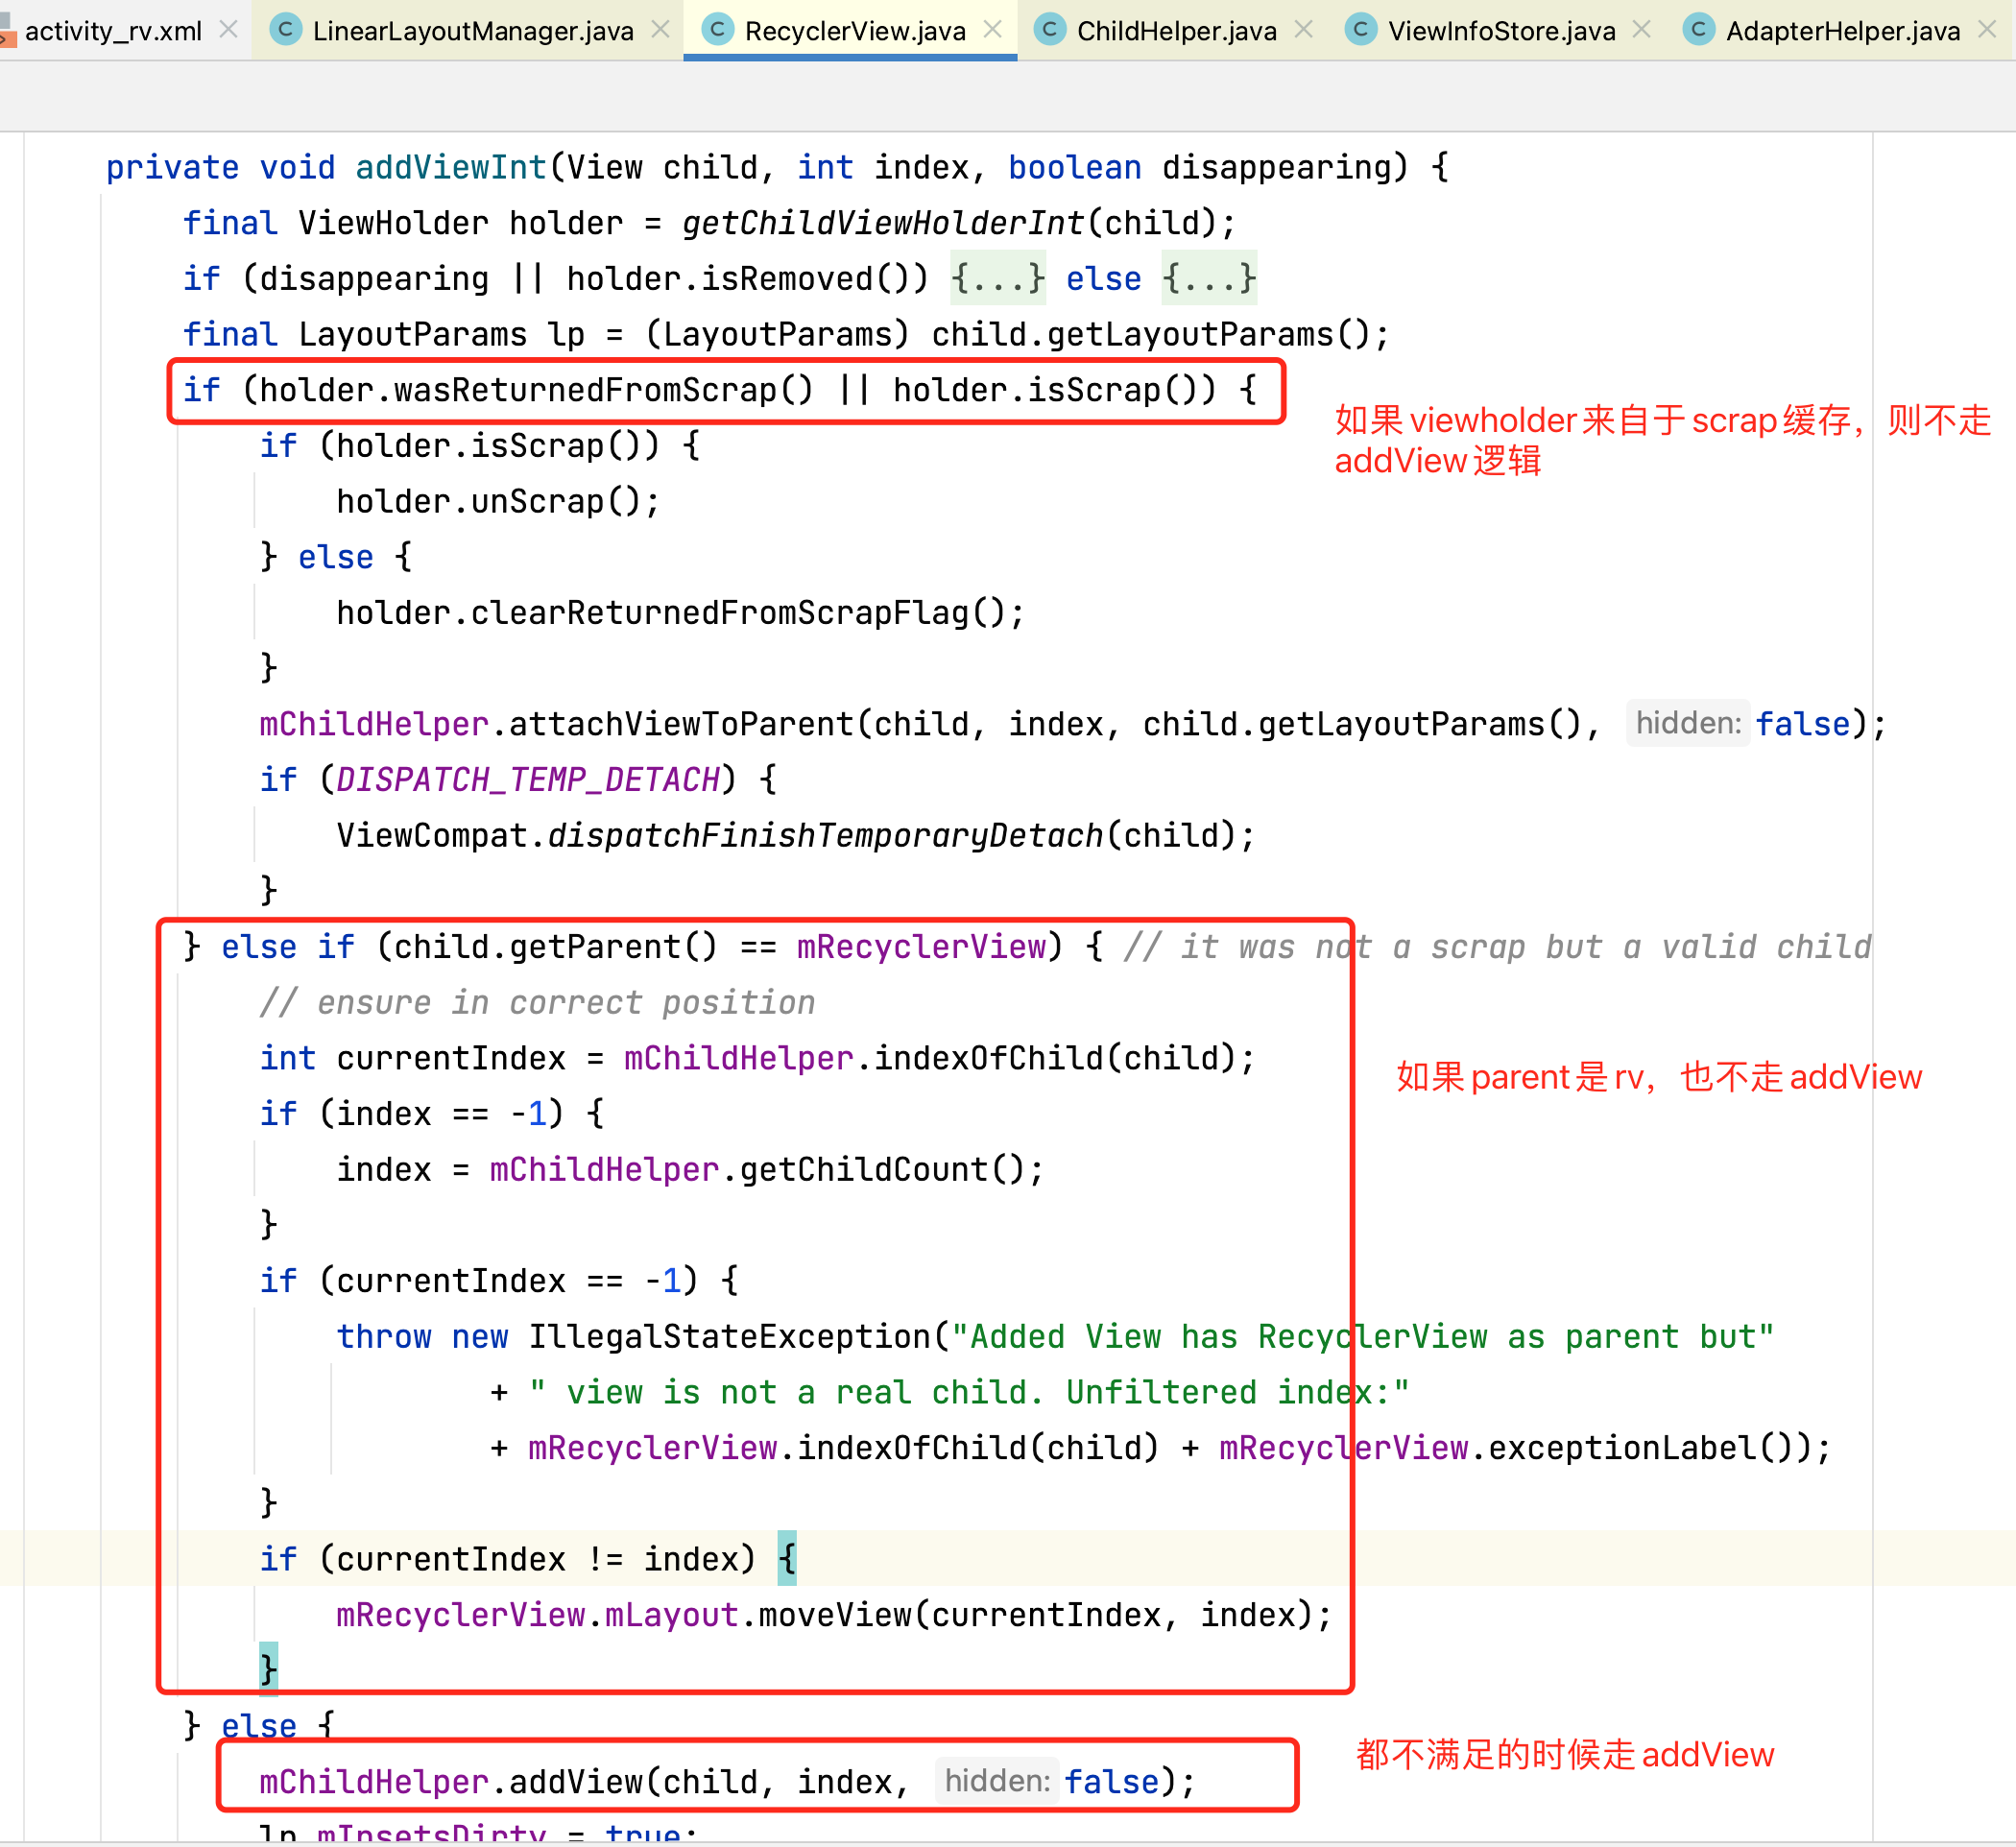 activity_rv.xml LinearLayoutManager.java RecyclerView.java ChildHelper.java ViewInfoStore.java AdapterHelper.java
private void addViewInt(View child, int index, boolean disappearing) {
final ViewHolder holder = getChildViewHolderInt(child);
if (disappearing || holder.isRemoved()) {...} else {...}
final LayoutParams lp = (LayoutParams) child.getLayoutParams();
if (holder.wasReturnedFromScrap() || holder.isScrap()) {
如果viewholder来自于scrap缓存，则不走
addView逻辑
if (holder.isScrap()) {
holder.unScrap();
} else {
holder.clearReturnedFromScrapFlag();
}
mChildHelper.attachViewToParent(child, index, child.getLayoutParams(), hidden: false);
if (DISPATCH_TEMP_DETACH) {
ViewCompat.dispatchFinishTemporaryDetach(child);
}
} else if (child.getParent() == mRecyclerView) { // it was not a scrap but a valid child
// ensure in correct position
int currentIndex = mChildHelper.indexOfChild(child);
如果parent是rv，也不走addView
if (index == -1) {
index = mChildHelper.getChildCount();
}
if (currentIndex == -1) {
throw new IllegalStateException("Added View has RecyclerView as parent but"
+ " view is not a real child. Unfiltered index:"
+ mRecyclerView.indexOfChild(child) + mRecyclerView.exceptionLabel());
}
if (currentIndex != index) {
mRecyclerView.mLayout.moveView(currentIndex, index);
}
} else {
都不满足的时候走addView
mChildHelper.addView(child, index, hidden: false);
lp.mInsetsDirty = true;